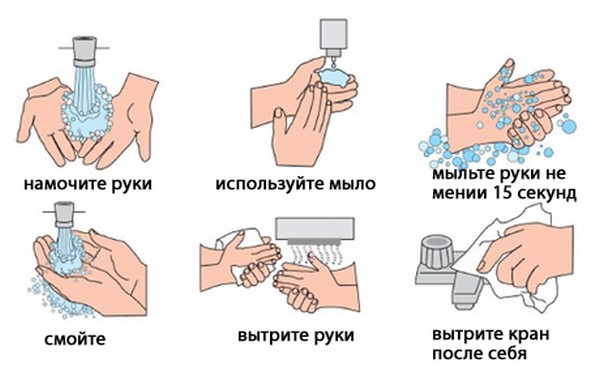 намочите руки
используйте мыло
мыльте руки не
мении 15 секунд
смойте
вытрите руки
вытрите кран
после себя